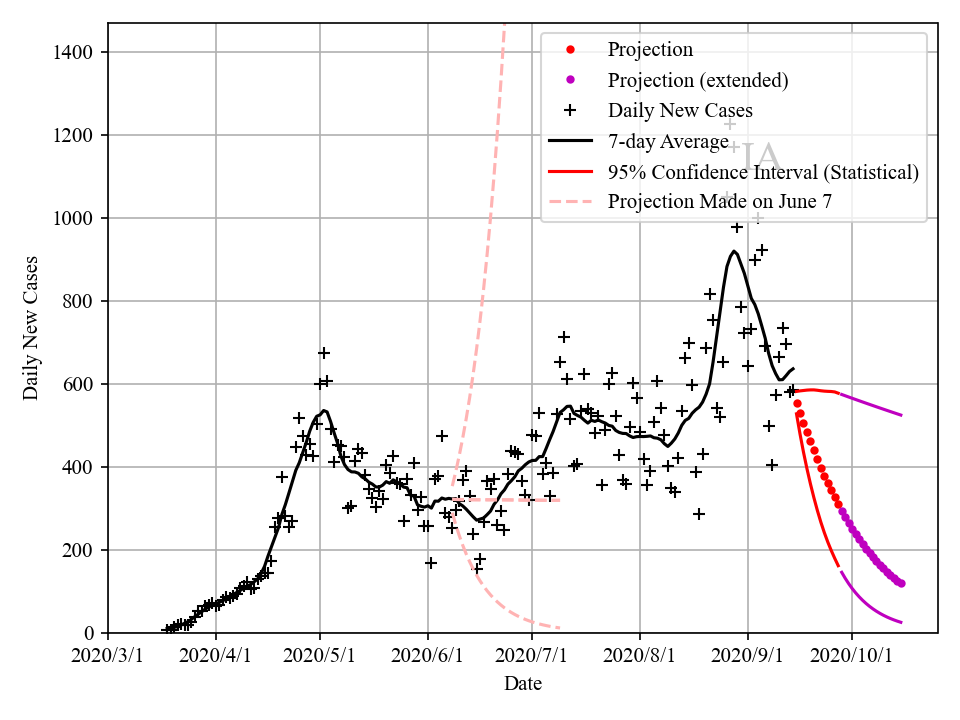 1400
1200
1000
800
600
400
200
0
Daily New Cases
Projection
Projection (extended)
Daily New Cases
7-day Average
95% Confidence Interval (Statistical)
Projection Made on June 7
IA
2020/3/1 2020/4/1 2020/5/1 2020/6/1 2020/7/1 2020/8/1 2020/9/1 2020/10/1
Date